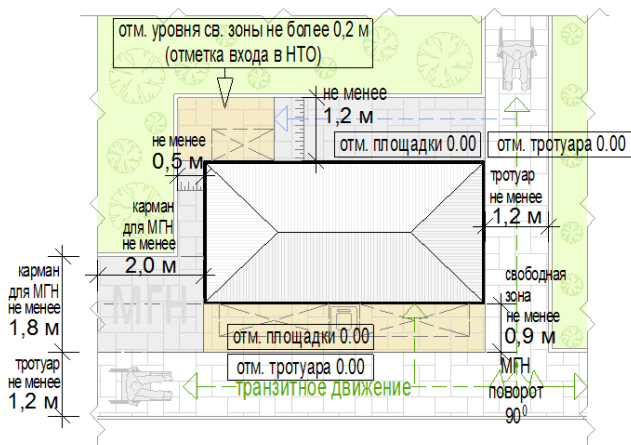 отм. уровня св. зоны не более 0,2 м
(отметка входа в НТО)
не менее
1,2 м
отм. площадки 0.00
отм. тротуара 0.00
не менее
0,5 м
тротуар
не менее
1,2 м
карман
для МГН
не менее
2,0 м
карман
для МГН
не менее
1,8 м
МГН
свободная
зона
не менее
0,9 м
отм. площадки 0.00
отм. тротуара 0.00
тротуар
не менее
1,2 м
транзитное движение
МГН
поворот
90⁰